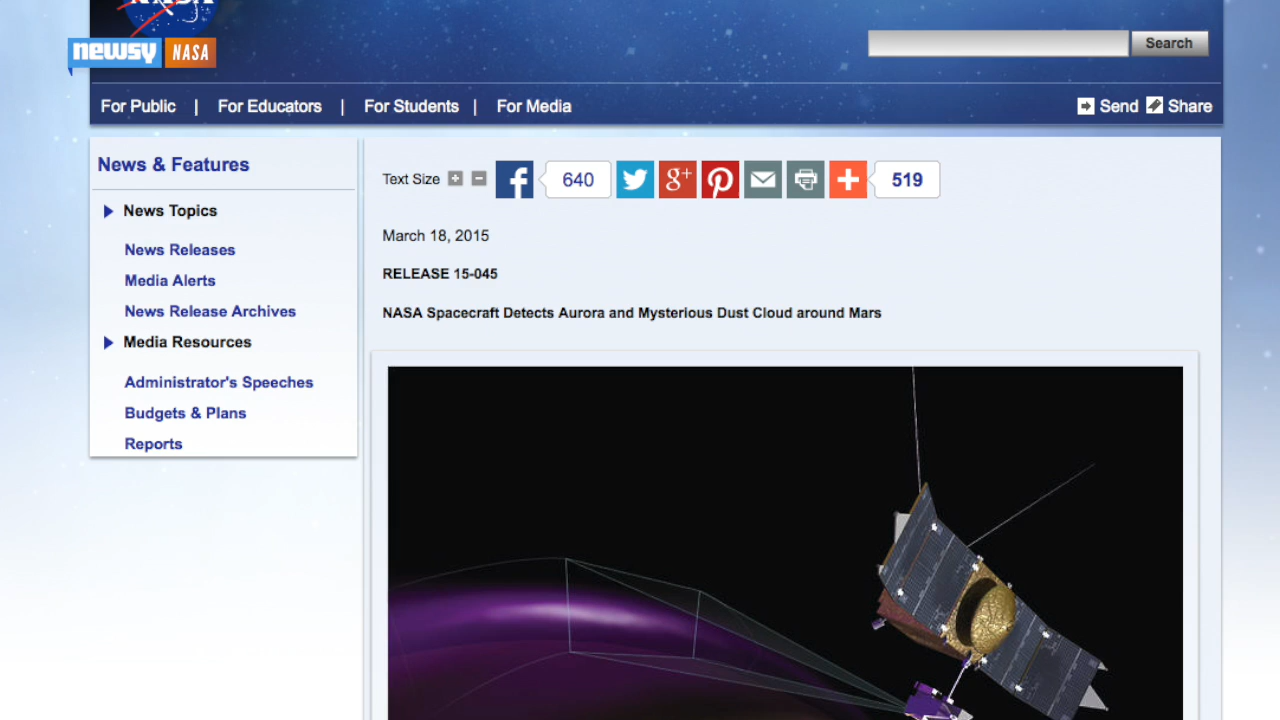 NASA
newsy NASA
Search
For Public | For Educators | For Students | For Media
Send Share
News & Features
News Topics
News Releases
Media Alerts
News Release Archives
Media Resources
Administrator's Speeches
Budgets & Plans
Reports
Text Size + - f 640 g+ + 519
March 18, 2015
RELEASE 15-045
NASA Spacecraft Detects Aurora and Mysterious Dust Cloud around Mars